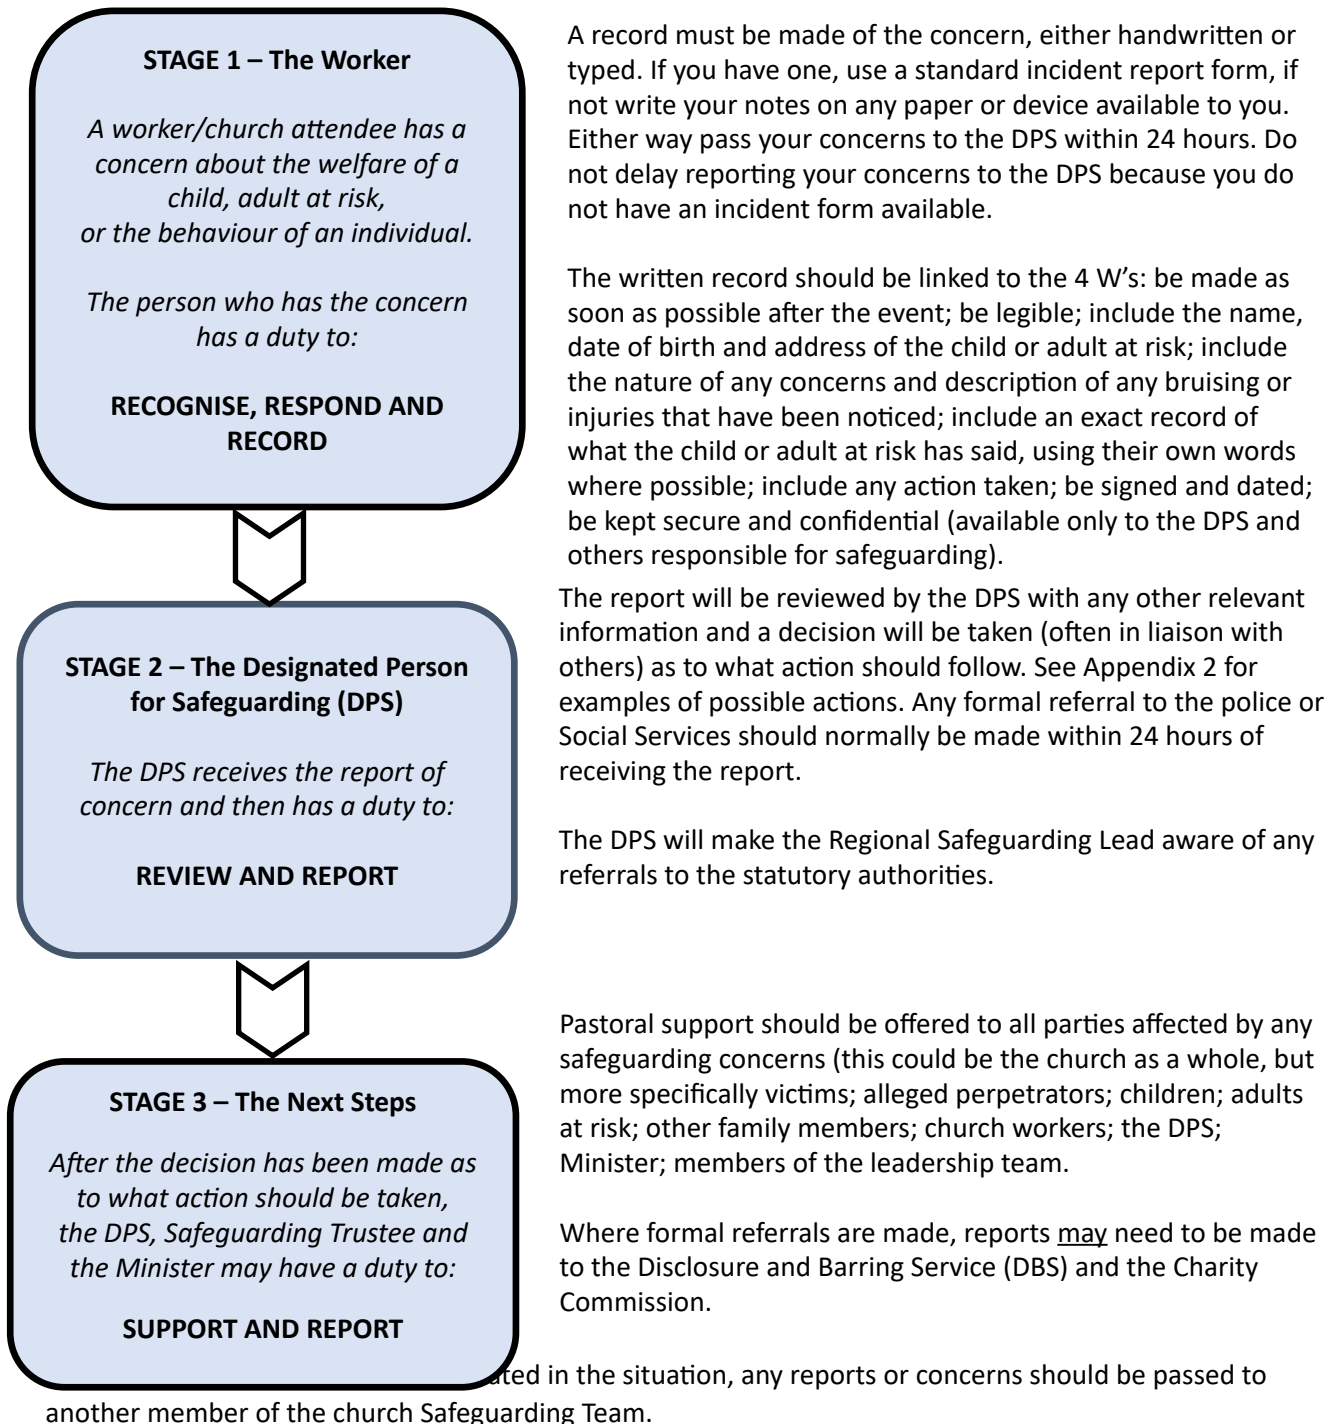 STAGE 1 – The Worker
A worker/church attendee has a
concern about the welfare of a
child, adult at risk,
or the behaviour of an individual.
The person who has the concern
has a duty to:
RECOGNISE, RESPOND AND
RECORD
A record must be made of the concern, either handwritten or
typed. If you have one, use a standard incident report form, if
not write your notes on any paper or device available to you.
Either way pass your concerns to the DPS within 24 hours. Do
not delay reporting your concerns to the DPS because you do
not have an incident form available.
The written record should be linked to the 4 W’s: be made as
soon as possible after the event; be legible; include the name,
date of birth and address of the child or adult at risk; include
the nature of any concerns and description of any bruising or
injuries that have been noticed; include an exact record of
what the child or adult at risk has said, using their own words
where possible; include any action taken; be signed and dated;
be kept secure and confidential (available only to the DPS and
others responsible for safeguarding).
STAGE 2 – The Designated Person
for Safeguarding (DPS)
The DPS receives the report of
concern and then has a duty to:
REVIEW AND REPORT
The report will be reviewed by the DPS with any other relevant
information and a decision will be taken (often in liaison with
others) as to what action should follow. See Appendix 2 for
examples of possible actions. Any formal referral to the police or
Social Services should normally be made within 24 hours of
receiving the report.
The DPS will make the Regional Safeguarding Lead aware of any
referrals to the statutory authorities.
STAGE 3 – The Next Steps
After the decision has been made as
to what action should be taken,
the DPS, Safeguarding Trustee and
the Minister may have a duty to:
SUPPORT AND REPORT
Pastoral support should be offered to all parties affected by any
safeguarding concerns (this could be the church as a whole, but
more specifically victims; alleged perpetrators; children; adults
at risk; other family members; church workers; the DPS;
Minister; members of the leadership team.
Where formal referrals are made, reports may need to be made
to the Disclosure and Barring Service (DBS) and the Charity
Commission.
in the situation, any reports or concerns should be passed to
another member of the church Safeguarding Team.